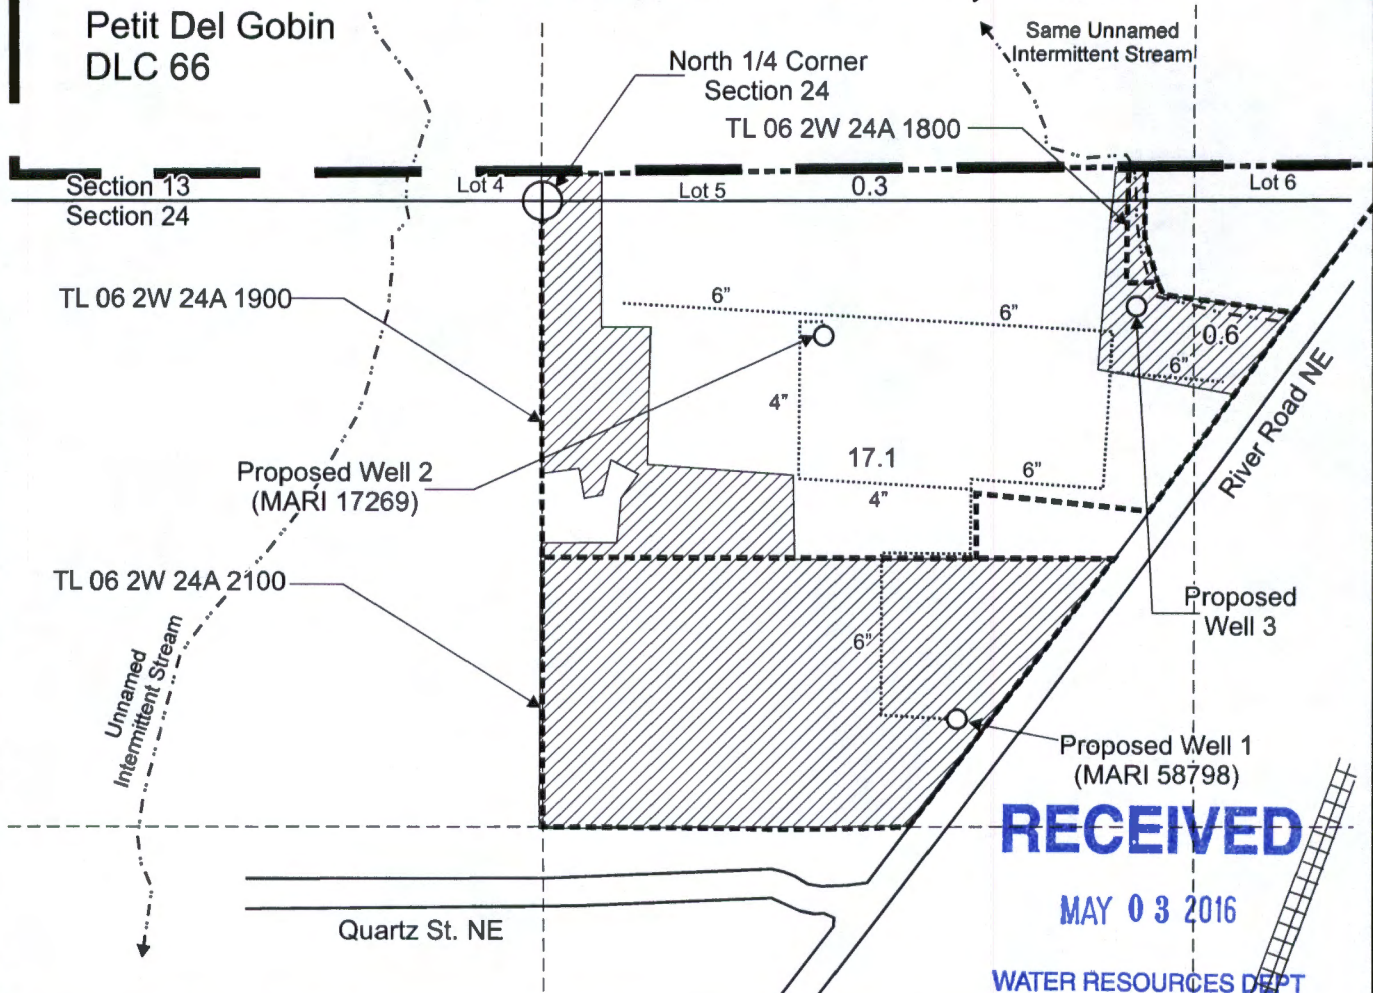 Petit Del Gobin
DLC 66
Same Unnamed
Intermittent Stream
North 1/4 Corner
Section 24
TL 06 2W 24A 1800
Section 13
Section 24
Lot 4
Lot 5
0.3
Lot 6
TL 06 2W 24A 1900
6"
6"
0.6
6"
4"
River Road NE
Proposed Well 2
(MARI 17269)
17.1
6"
4"
TL 06 2W 24A 2100
Proposed
Well 3
6"
Unnamed
Intermittent Stream
Proposed Well 1
(MARI 58798)
RECEIVED
MAY 03 2016
Quartz St. NE
WATER RESOURCES DEPT